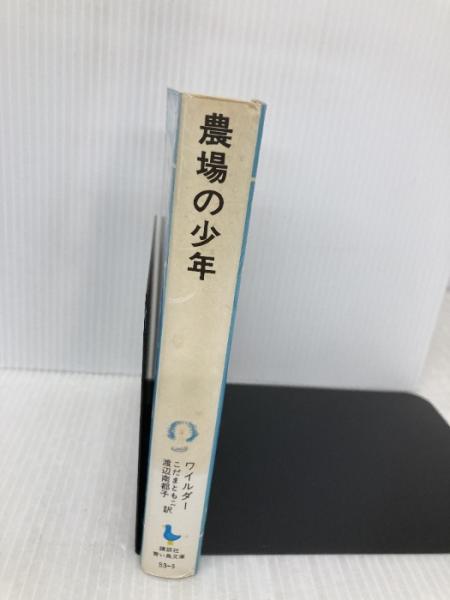 農場の少年
ワイルダー
こだまともこ
渡辺南都子 訳
講談社
青い鳥文庫
53-5